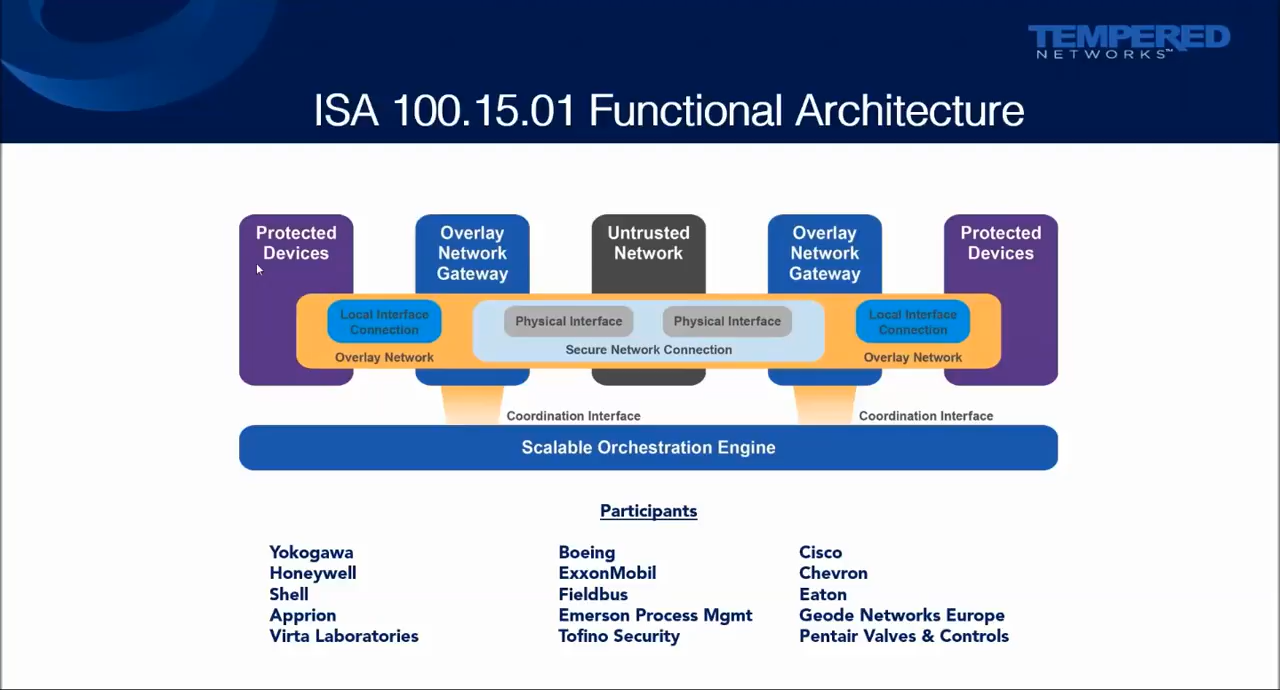 TEMPERED
NETWORKS™
ISA 100.15.01 Functional Architecture
Protected
Devices
Overlay
Network
Gateway
Untrusted
Network
Overlay
Network
Gateway
Protected
Devices
Local Interface
Connection
Overlay Network
Physical Interface
Physical Interface
Secure Network Connection
Local Interface
Connection
Overlay Network
Coordination Interface
Coordination Interface
Scalable Orchestration Engine
Participants
Yokogawa
Honeywell
Shell
Apprion
Virta Laboratories
Boeing
ExxonMobil
Fieldbus
Emerson Process Mgmt
Tofino Security
Cisco
Chevron
Eaton
Geode Networks Europe
Pentair Valves & Controls